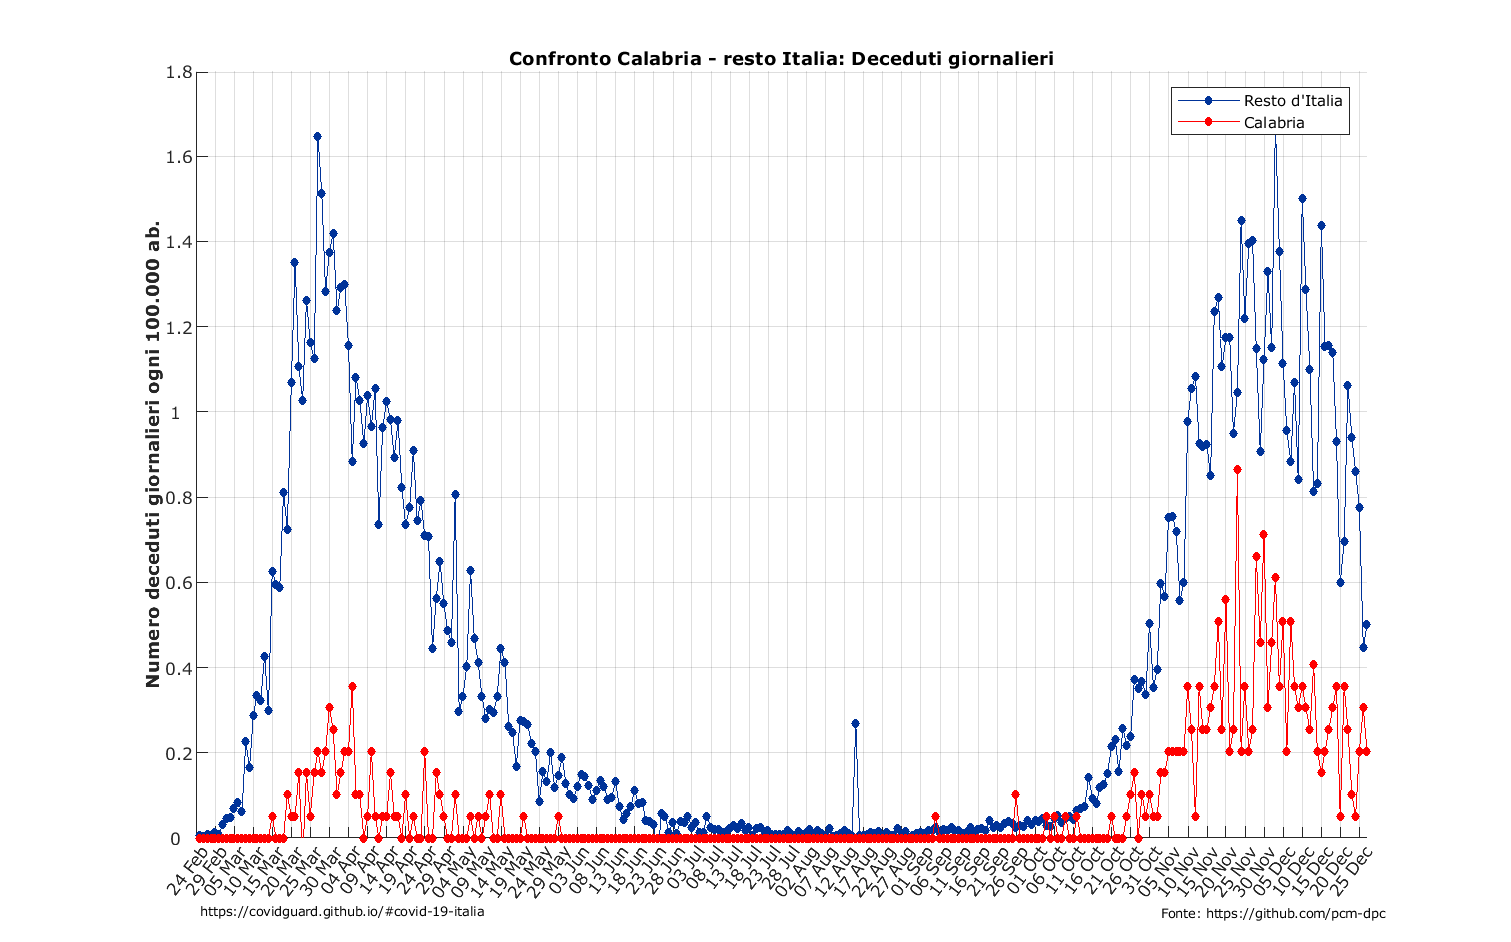 Confronto Calabria - resto Italia: Deceduti giornalieri
Resto d'Italia
Calabria
Numero deceduti giornalieri ogni 100.000 ab.
1.8
1.6
1.4
1.2
1
0.8
0.6
0.4
0.2
0
24 Feb
29 Feb
05 Mar
10 Mar
15 Mar
20 Mar
25 Mar
30 Mar
04 Apr
09 Apr
14 Apr
19 Apr
24 Apr
29 Apr
04 May
09 May
14 May
19 May
24 May
29 May
03 Jun
08 Jun
13 Jun
18 Jun
23 Jun
28 Jun
03 Jul
08 Jul
13 Jul
18 Jul
23 Jul
28 Jul
02 Aug
07 Aug
12 Aug
17 Aug
22 Aug
27 Aug
01 Sep
06 Sep
11 Sep
16 Sep
21 Sep
26 Sep
01 Oct
06 Oct
11 Oct
16 Oct
21 Oct
26 Oct
31 Oct
05 Nov
10 Nov
15 Nov
20 Nov
25 Nov
30 Nov
05 Dec
10 Dec
15 Dec
20 Dec
25 Dec
https://covidguard.github.io/#covid-19-italia
Fonte: https://github.com/pcm-dpc